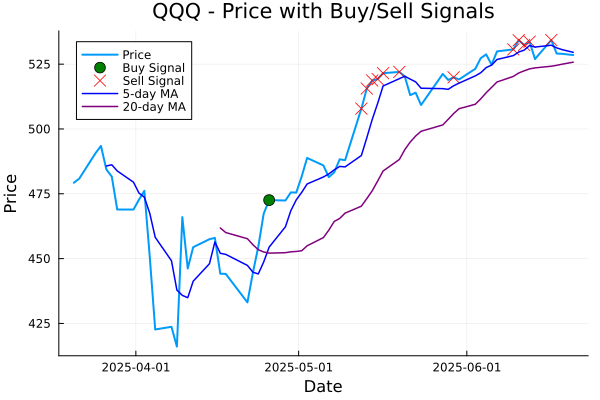 QQQ - Price with Buy/Sell Signals
Price
Buy Signal
Sell Signal
5-day MA
20-day MA
525
500
475
450
425
Price
2025-04-01
2025-05-01
2025-06-01
Date